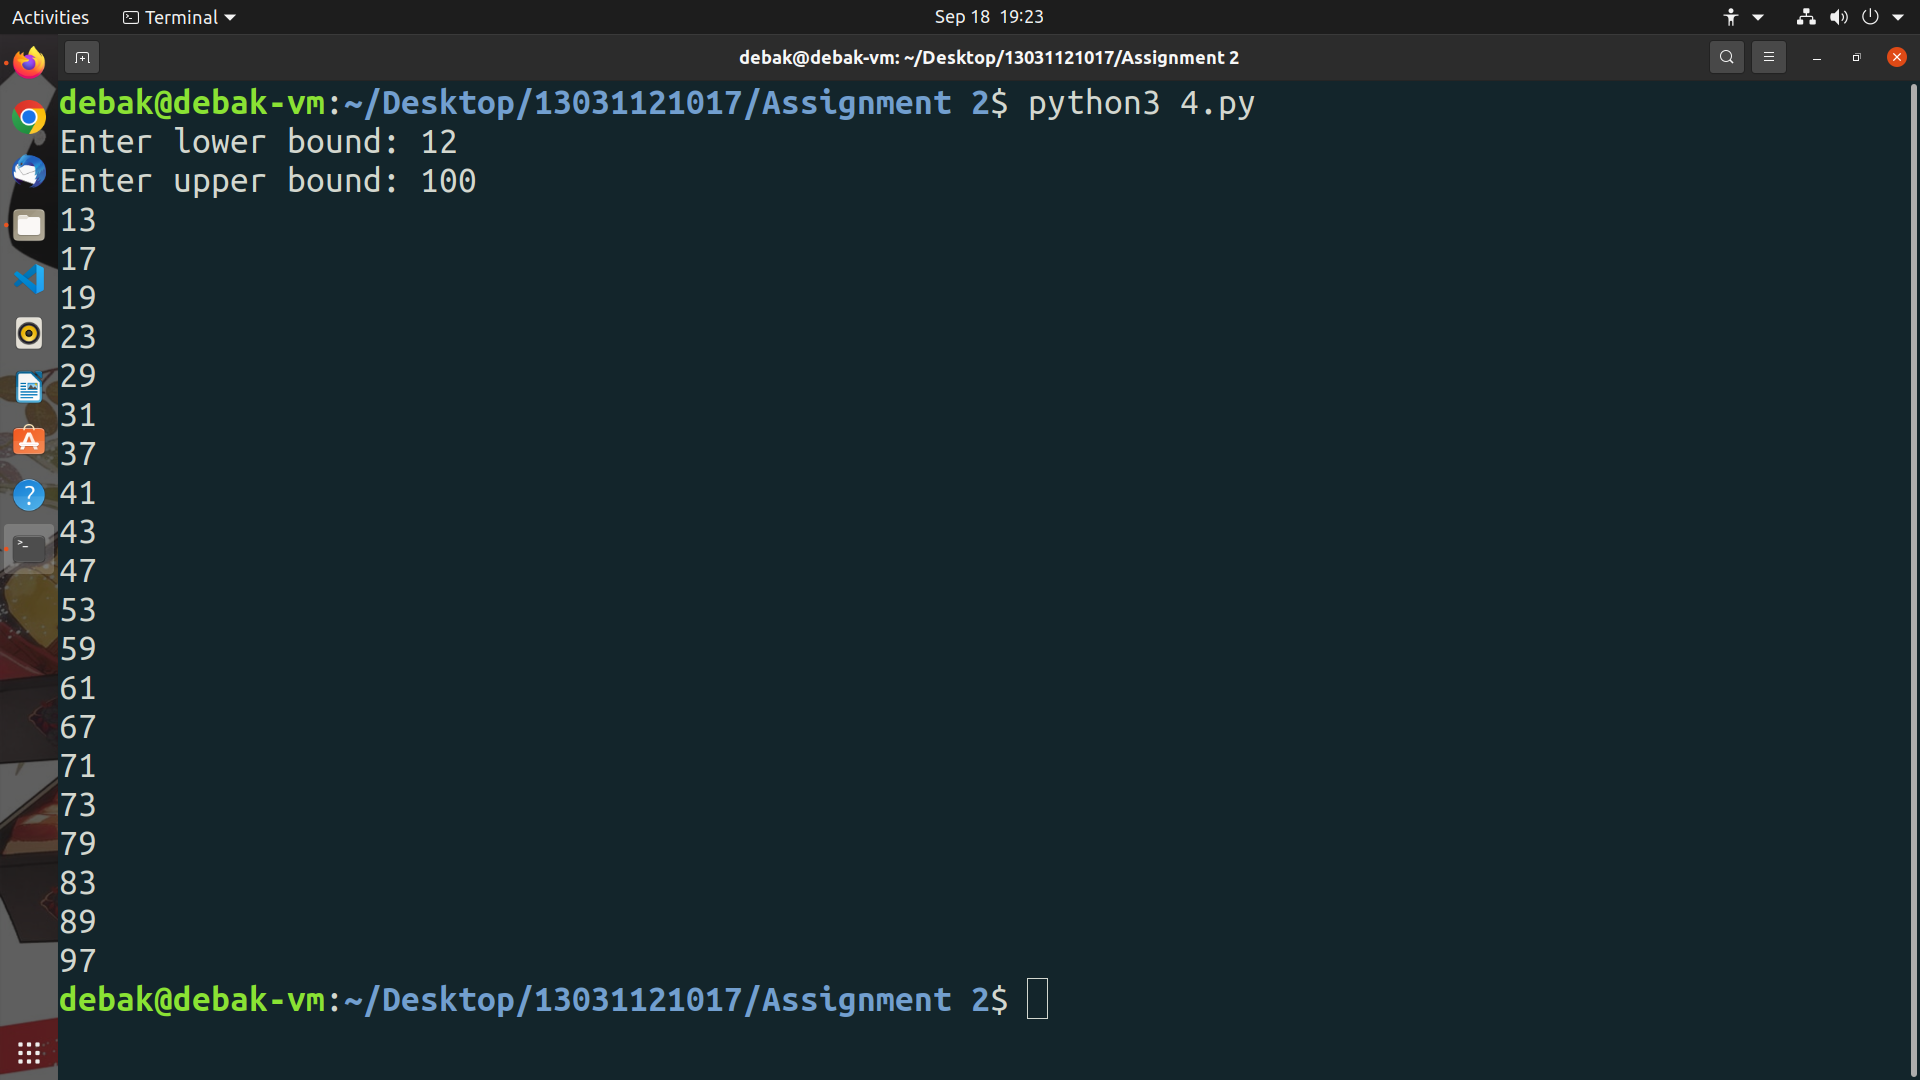 Activities
Terminal
Sep 18 19:23
debak@debak-vm: ~/Desktop/13031121017/Assignment 2
debak@debak-vm:~/Desktop/13031121017/Assignment 2$ python3 4.py
Enter lower bound: 12
Enter upper bound: 100
13
17
19
23
29
31
37
41
43
47
53
59
61
67
71
73
79
83
89
97
debak@debak-vm:~/Desktop/13031121017/Assignment 2$